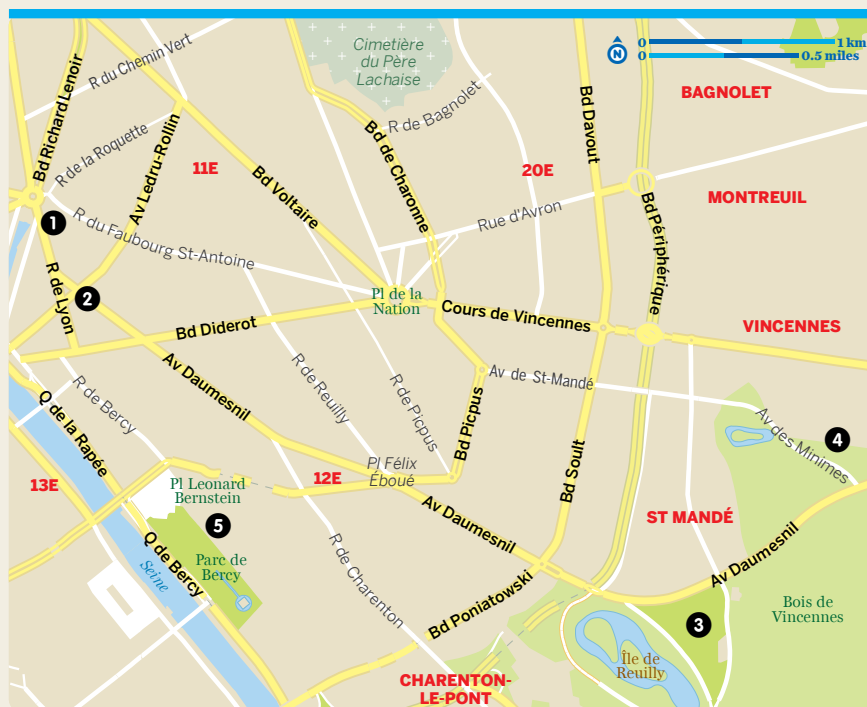 Cimetière
du Père
Lachaise
N
0
1 km
0
0.5 miles
R du Chemin Vert
Bd Richard Lenoir
R de la Roquette
Av Ledru-Rollin
11E
Bd Voltaire
Bd de Charonne
R de Bagnolet
20E
Bd Davout
BAGNOLET
MONTREUIL
Rue d'Avron
Bd Périphérique
1
R du Faubourg St-Antoine
R de Lyon
2
Pl de la
Nation
Cours de Vincennes
VINCENNES
Bd Diderot
Av Daumesnil
R de Reuilly
R de Picpus
Bd Picpus
Av de St-Mandé
Av des Minimes
4
Q de la Rapée
R de Bercy
13E
Pl Leonard
Bernstein
5
12E
Pl Félix
Éboué
Av Daumesnil
Bd Soult
ST MANDÉ
Av Daumesnil
Q de Bercy
Seine
Parc de
Bercy
R de Charenton
Bd Poniatowski
3
Bois de
Vincennes
Île de
Reuilly
CHARENTON-
LE-PONT